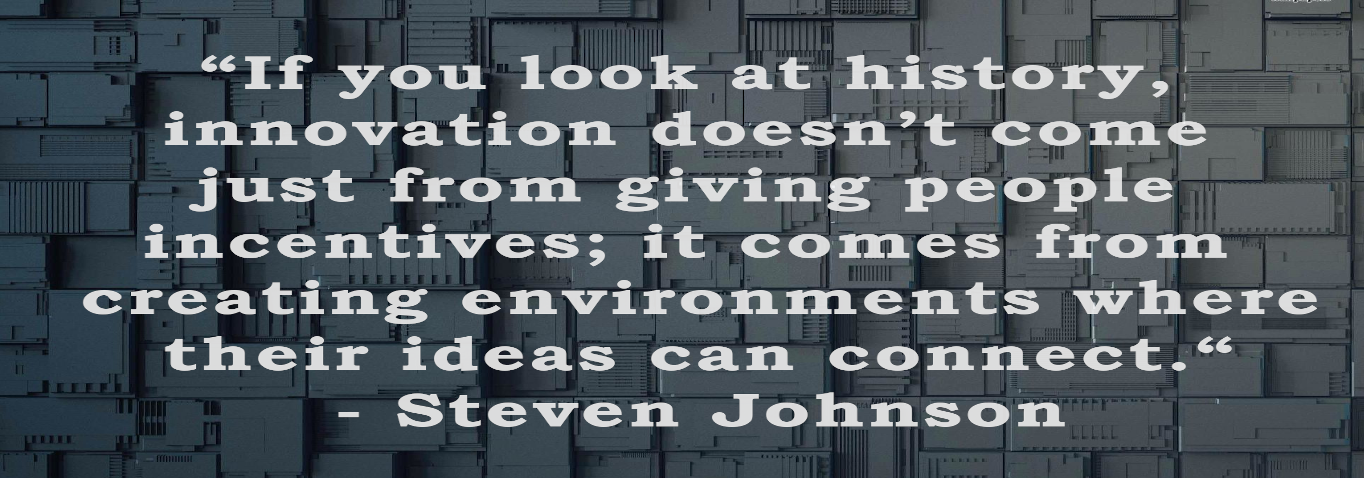 “If you look at history,
innovation doesn’t come
just from giving people
incentives; it comes from
creating environments where
their ideas can connect.“
- Steven Johnson